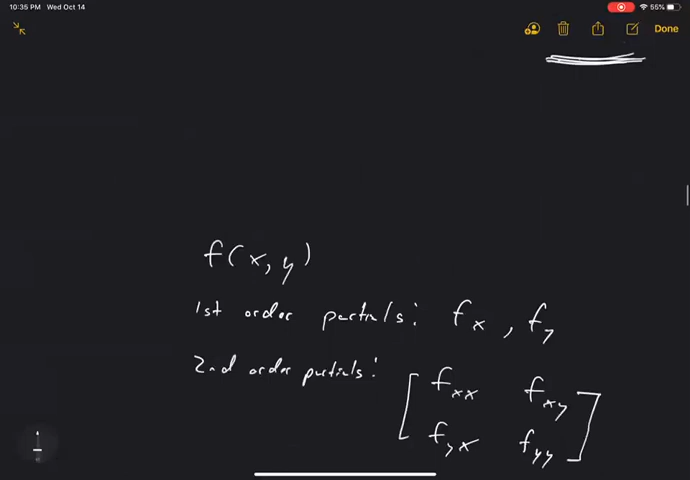 10:35 PM Wed Oct 14 55%
Done
f(x, y)
1st order partials: fx , fy
2nd order partials: [ fxx fxy
fyx fyy ]